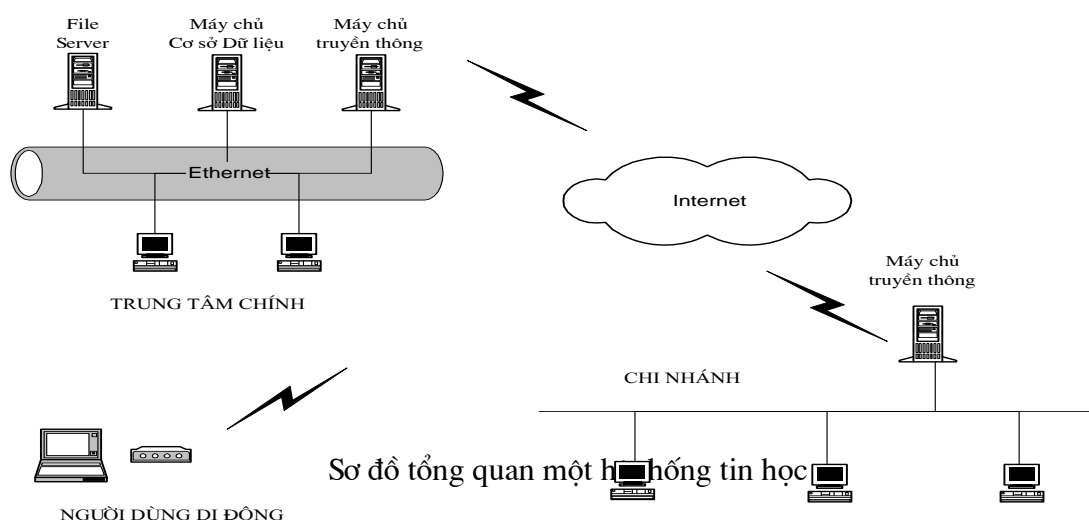 File
Server
Máy chủ
Cơ sở Dữ liệu
Máy chủ
truyền thông
Ethernet
Internet
TRUNG TÂM CHÍNH
Máy chủ
truyền thông
CHI NHÁNH
Sơ đồ tổng quan một hệ thống tin học
NGƯỜI DÙNG DI ĐỘNG